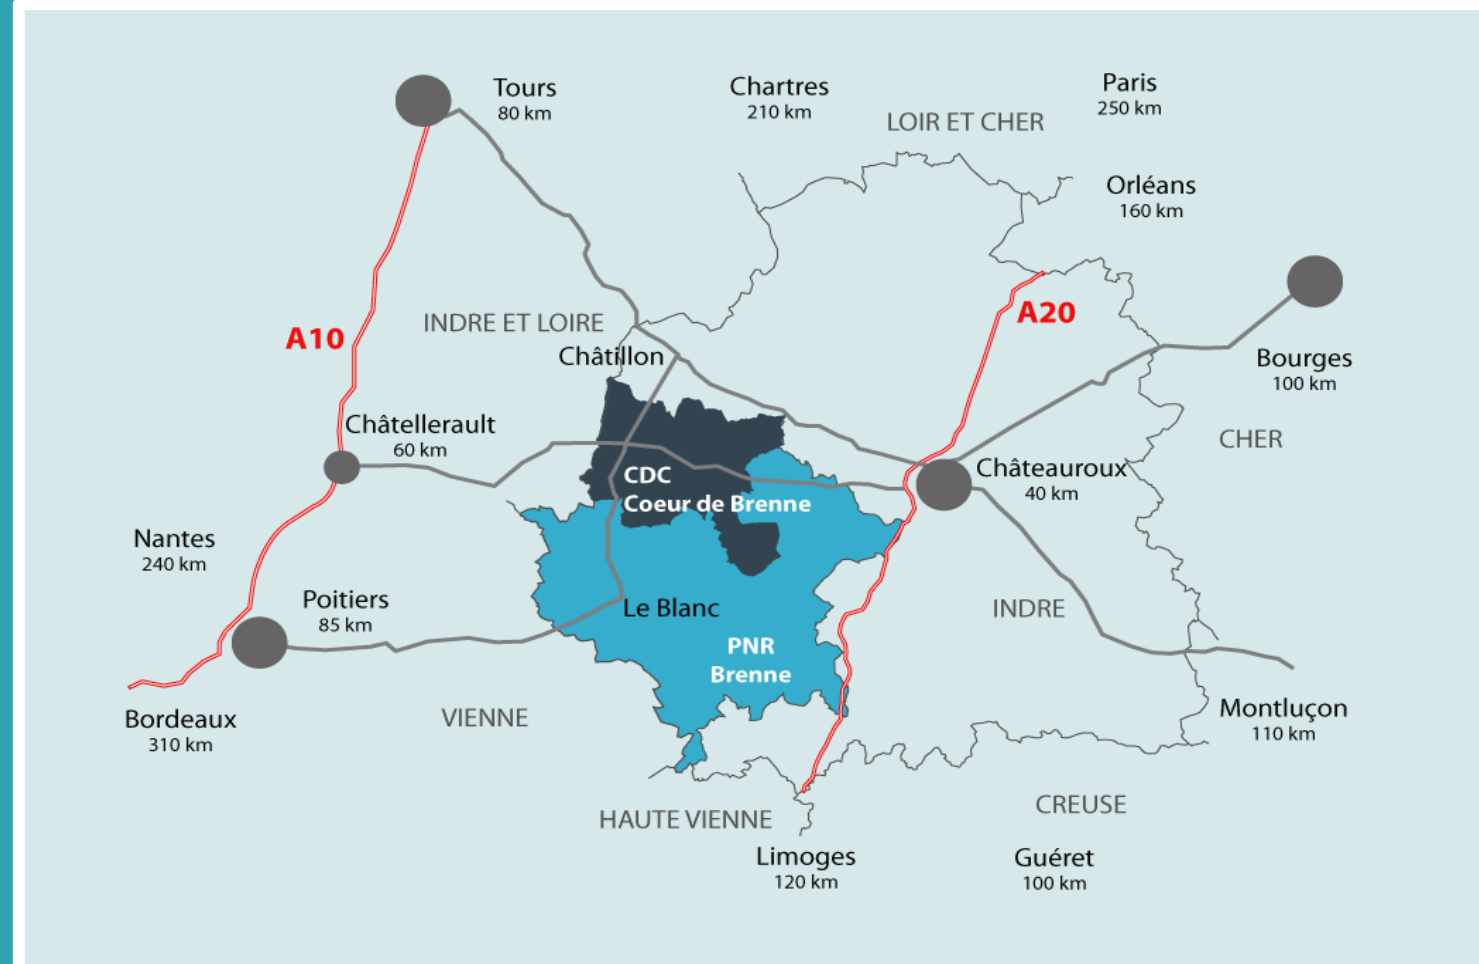 Tours
80 km
Chartres
210 km
Paris
250 km
LOIR ET CHER
Orléans
160 km
A10
INDRE ET LOIRE
A20
Châtillon
Bourges
100 km
Châtellerault
60 km
CHER
CDC
Coeur de Brenne
Châteauroux
40 km
Nantes
240 km
Poitiers
85 km
Le Blanc
INDRE
PNR
Brenne
Bordeaux
310 km
VIENNE
Montluçon
110 km
HAUTE VIENNE
CREUSE
Limoges
120 km
Guéret
100 km